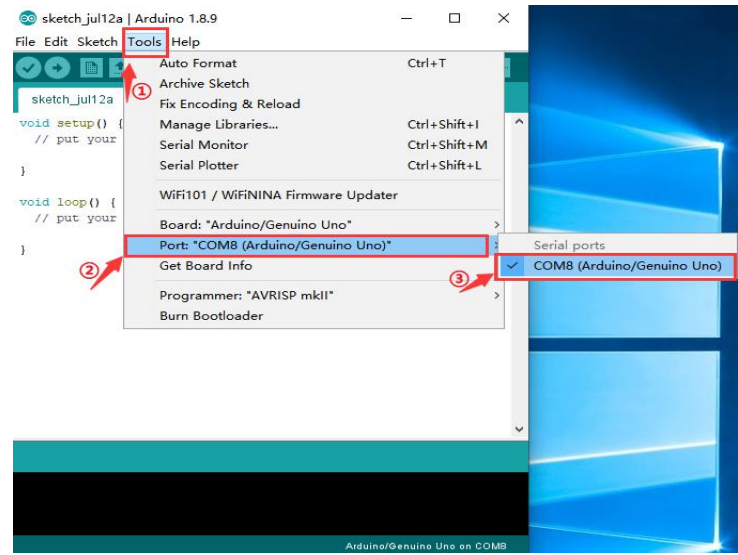 sketch_jul12a | Arduino 1.8.9
File Edit Sketch Tools Help
①
Auto Format Ctrl+T
Archive Sketch
Fix Encoding & Reload
Manage Libraries... Ctrl+Shift+I
Serial Monitor Ctrl+Shift+M
Serial Plotter Ctrl+Shift+L
WiFi101 / WiFiNINA Firmware Updater
Board: "Arduino/Genuino Uno"
Port: "COM8 (Arduino/Genuino Uno)"
Get Board Info
Programmer: "AVRISP mkII"
Burn Bootloader
②
Serial ports
COM8 (Arduino/Genuino Uno)
③
sketch_jul12a
void setup() {
// put your
}
void loop() {
// put your
}
Arduino/Genuino Uno on COM8